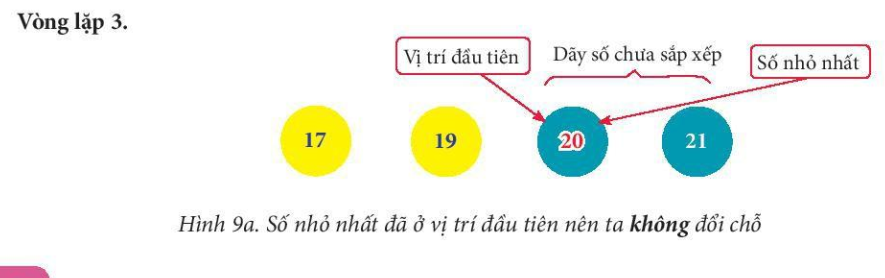 Vòng lặp 3.
Vị trí đầu tiên
Dãy số chưa sắp xếp
Số nhỏ nhất
17
19
20
21
Hình 9a. Số nhỏ nhất đã ở vị trí đầu tiên nên ta không đổi chỗ